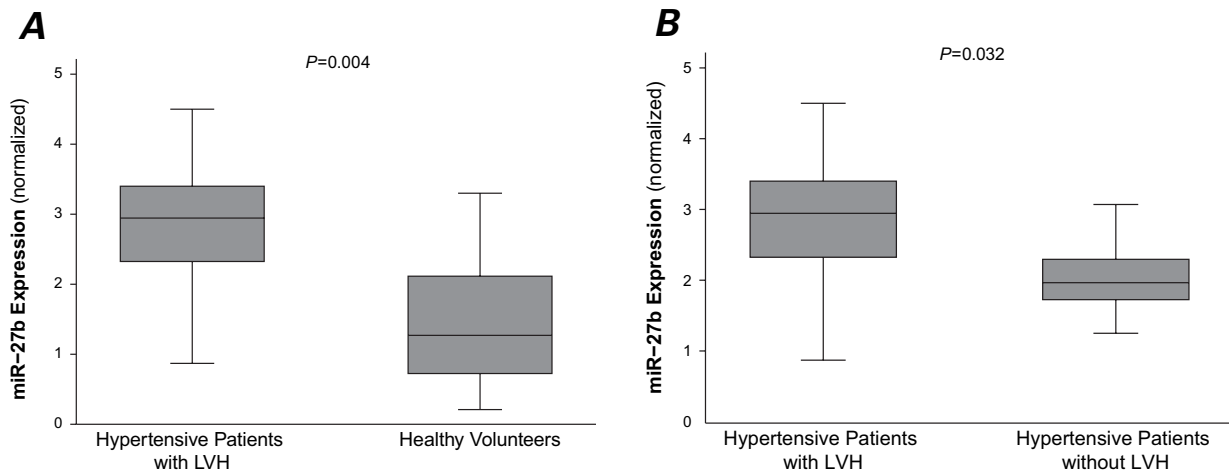 A
P=0.004
miR–27b Expression (normalized)
5
4
3
2
1
0
Hypertensive Patients
with LVH
Healthy Volunteers
B
P=0.032
miR–27b Expression (normalized)
5
4
3
2
1
0
Hypertensive Patients
with LVH
Hypertensive Patients
without LVH